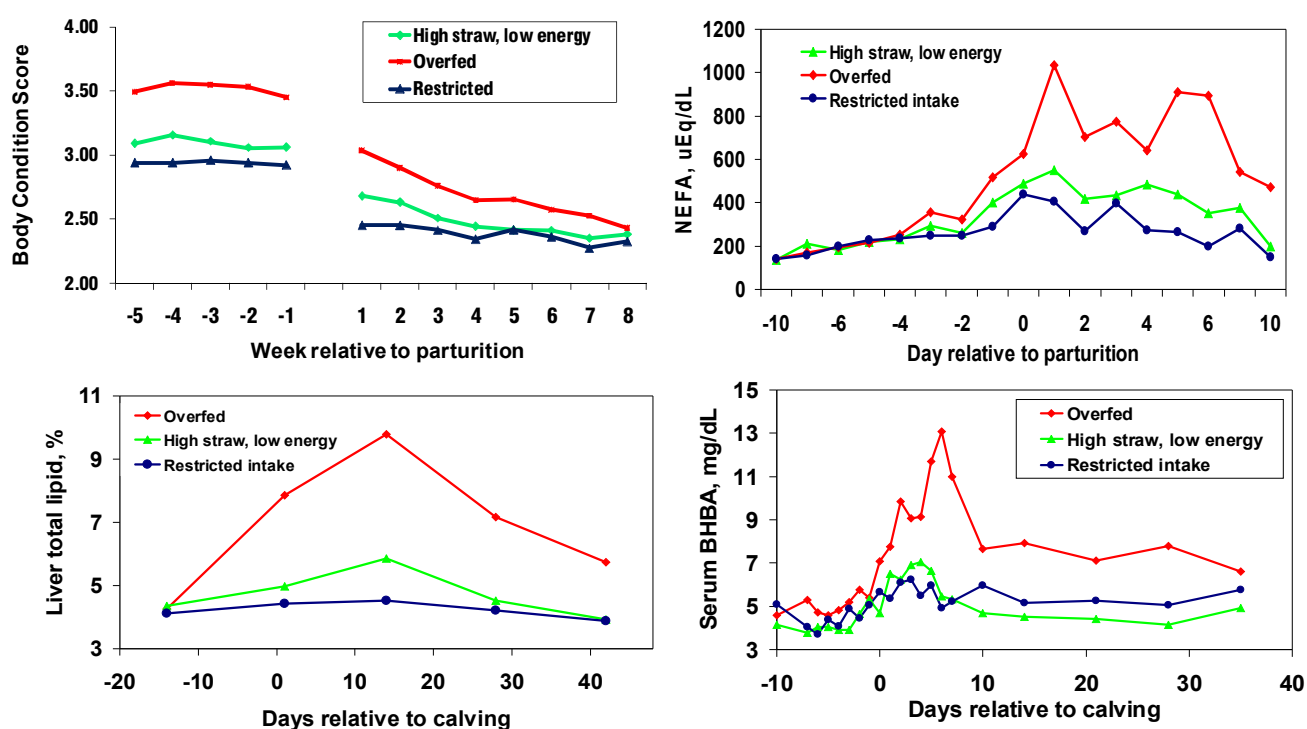 Body Condition Score
4.00
3.50
3.00
2.50
2.00
High straw, low energy
Overfed
Restricted
-5 -4 -3 -2 -1 1 2 3 4 5 6 7 8
Week relative to parturition
NEFA, uEq/dL
1200
1000
800
600
400
200
0
High straw, low energy
Overfed
Restricted intake
-10 -6 -4 -2 0 2 4 6 10
Day relative to parturition
Liver total lipid, %
11
9
7
5
3
Overfed
High straw, low energy
Restricted intake
-20 -10 0 10 20 30 40
Days relative to calving
Serum BHBA, mg/dL
15
13
11
9
7
5
3
Overfed
High straw, low energy
Restricted intake
-10 0 10 20 30 40
Days relative to calving